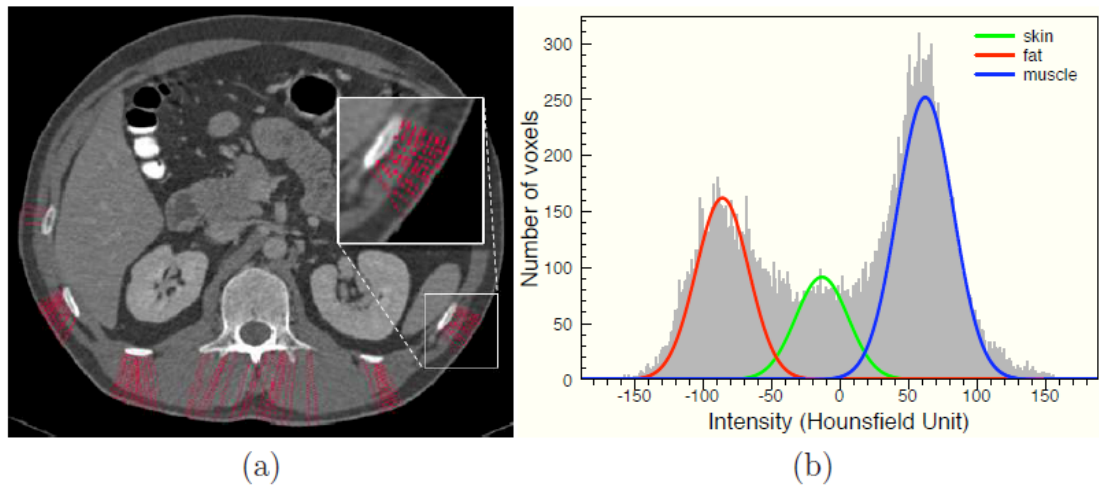 skin
fat
muscle
Number of voxels
300
250
200
150
100
50
0
-150 -100 -50 0 50 100 150
Intensity (Hounsfield Unit)
(a) (b)